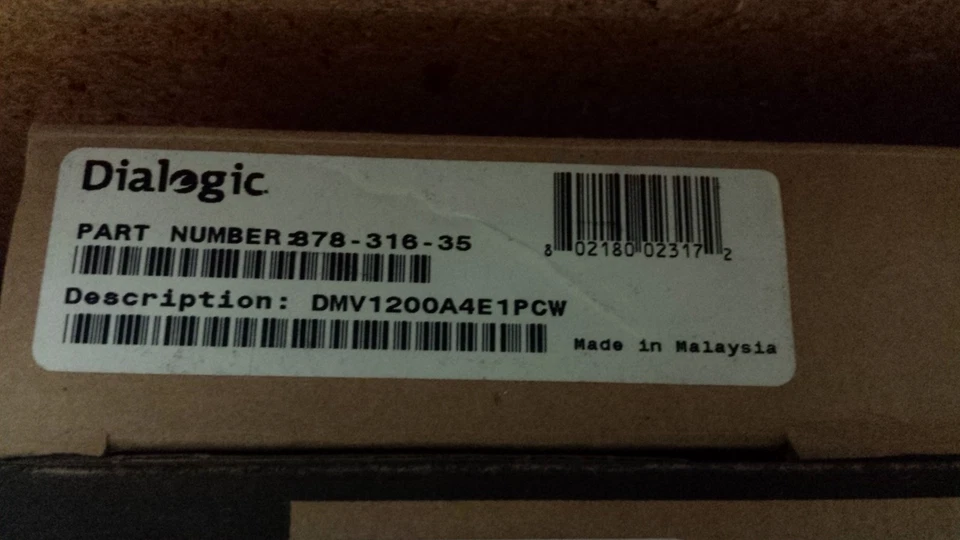 Dialogic
PART NUMBER:878-316-35
8 02180 02317 2
Description: DMV1200A4E1PCW
Made in Malaysia